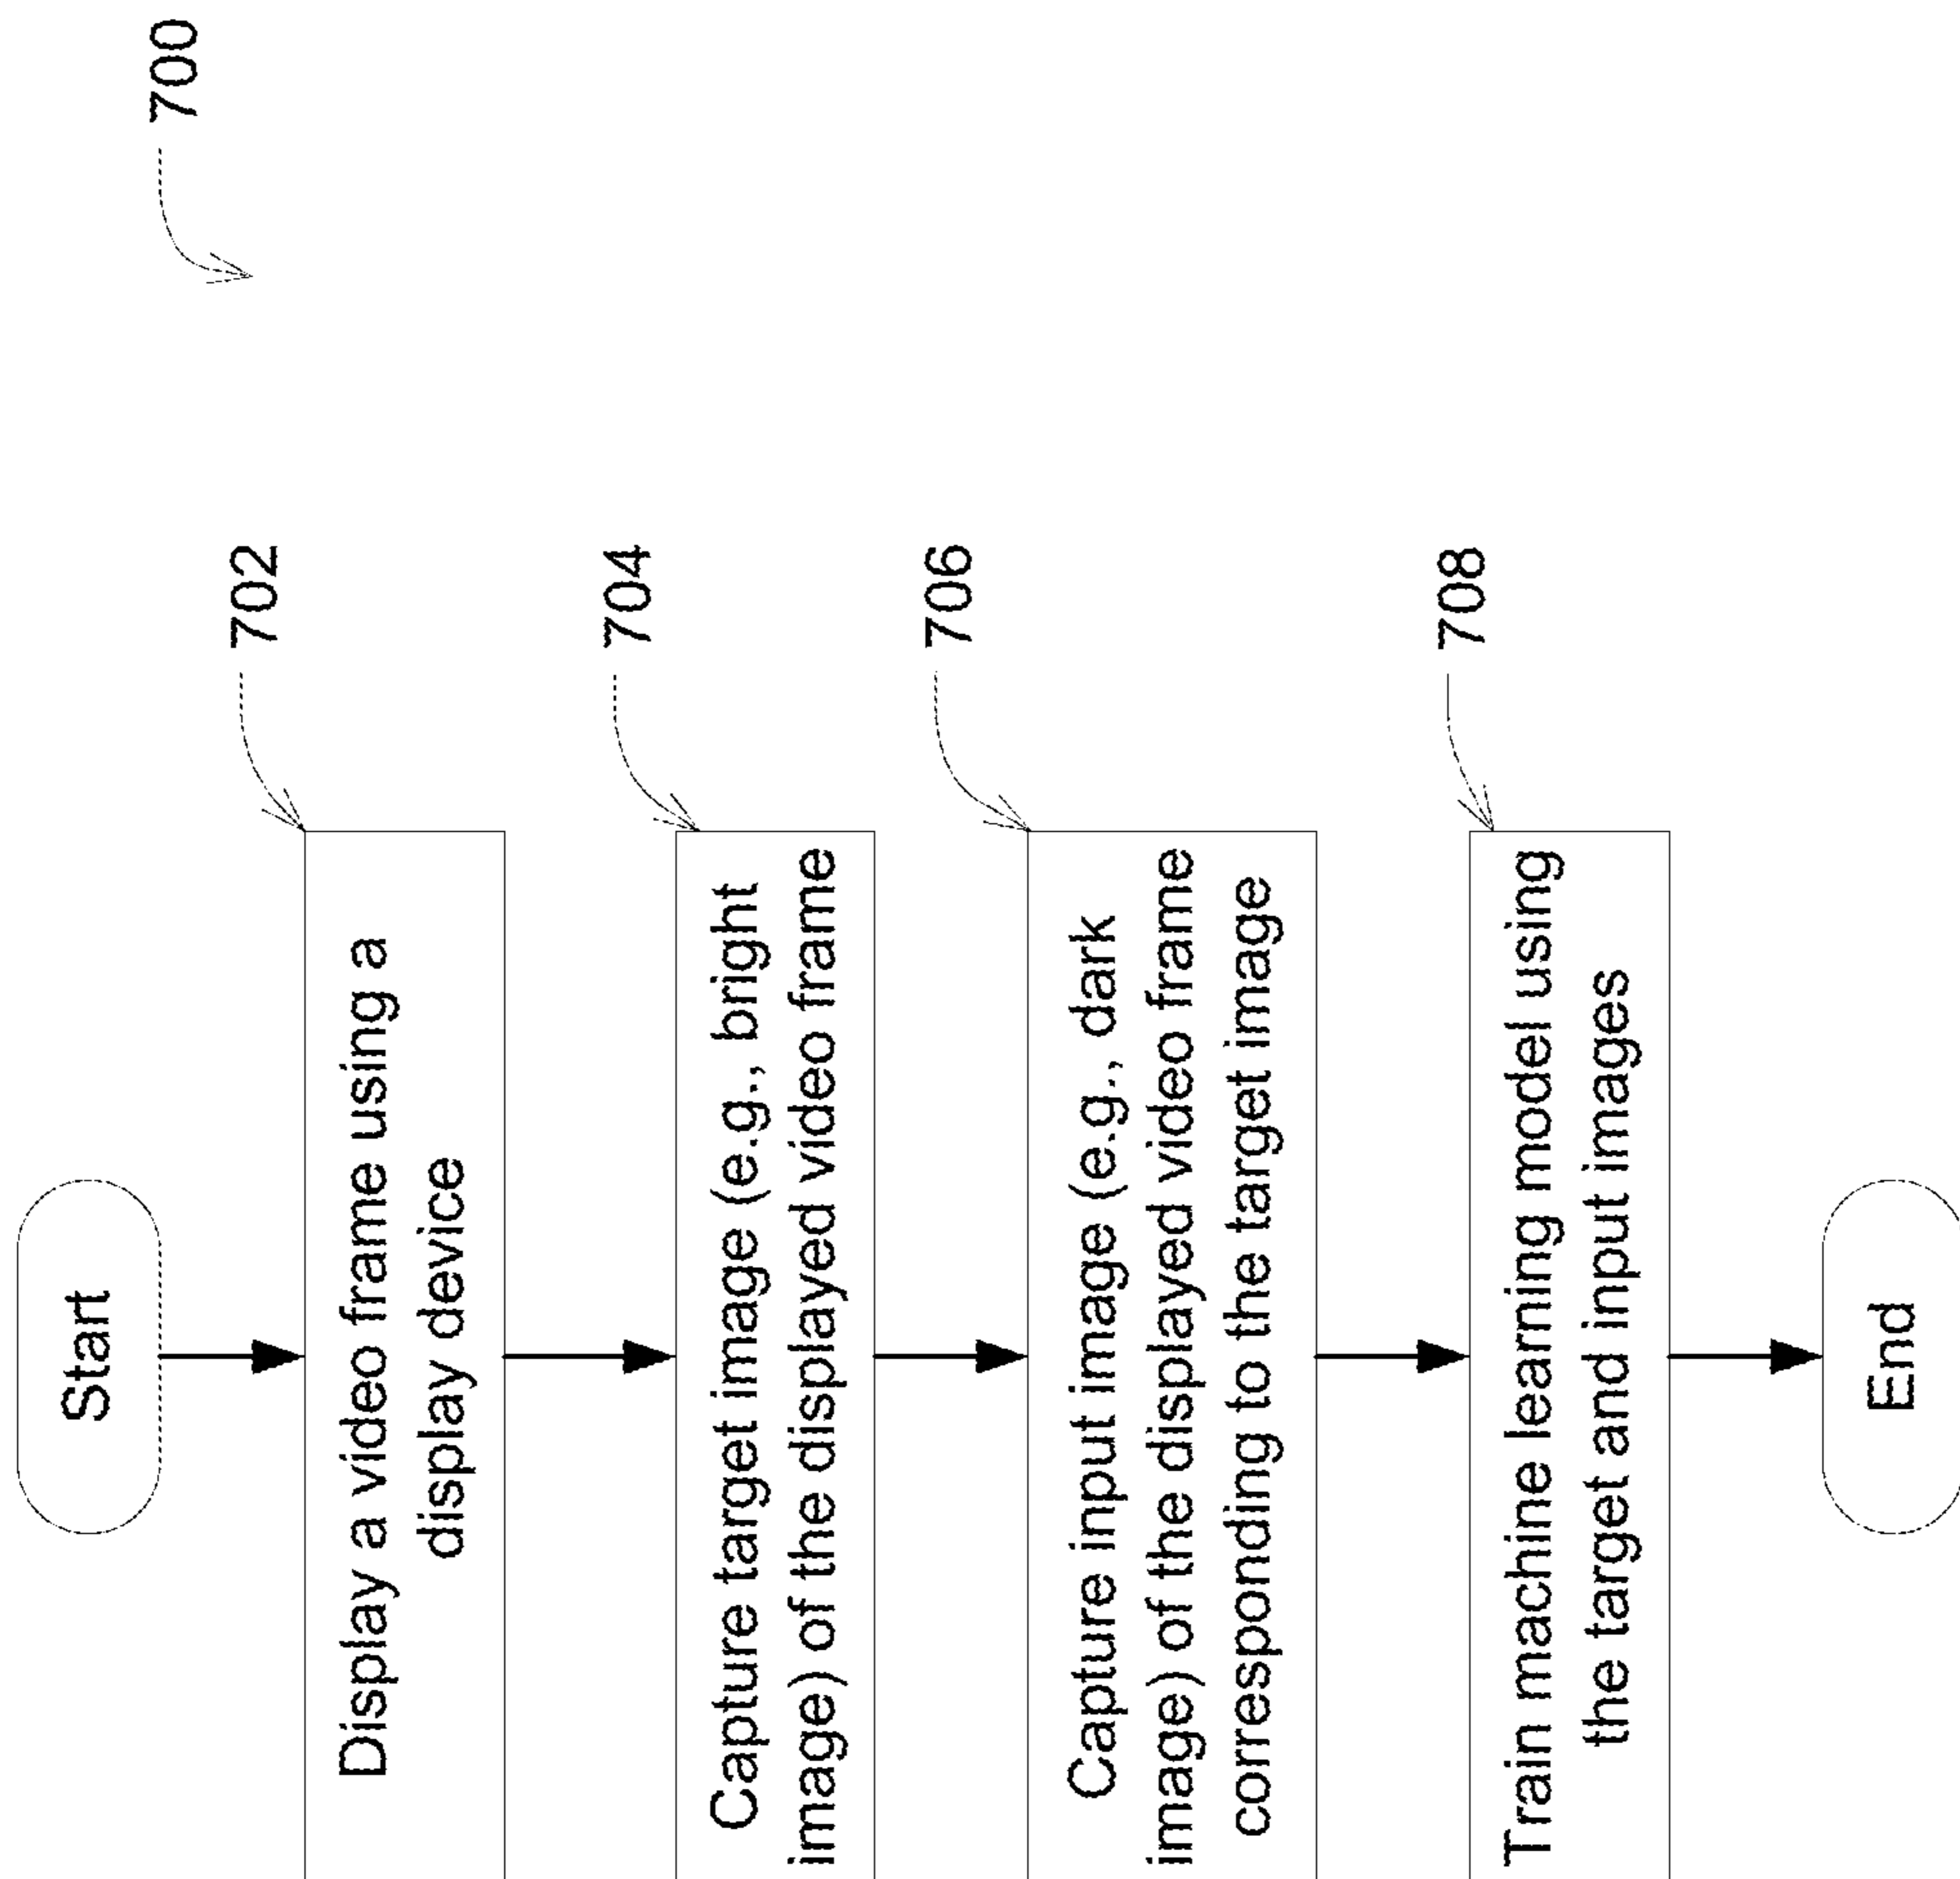 700
Start
702
Display a video frame using a
display device
704
Capture target image (e.g., bright
image) of the displayed video frame
706
Capture input image (e.g., dark
image) of the displayed video frame
corresponding to the target image
708
Train machine learning model using
the target and input images
End